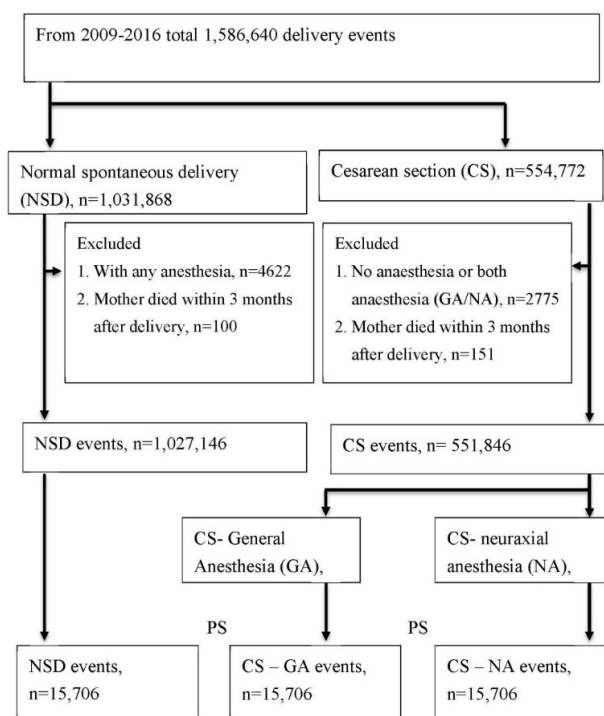 From 2009-2016 total 1,586,640 delivery events
Normal spontaneous delivery
(NSD), n=1,031,868
Cesarean section (CS), n=554,772
Excluded
1. With any anesthesia, n=4622
2. Mother died within 3 months
after delivery, n=100
Excluded
1. No anaesthesia or both
anaesthesia (GA/NA), n=2775
2. Mother died within 3 months
after delivery, n=151
NSD events, n=1,027,146
CS events, n= 551,846
CS- General
Anesthesia (GA),
CS- neuraxial
anesthesia (NA),
PS
PS
NSD events,
n=15,706
CS – GA events,
n=15,706
CS – NA events,
n=15,706